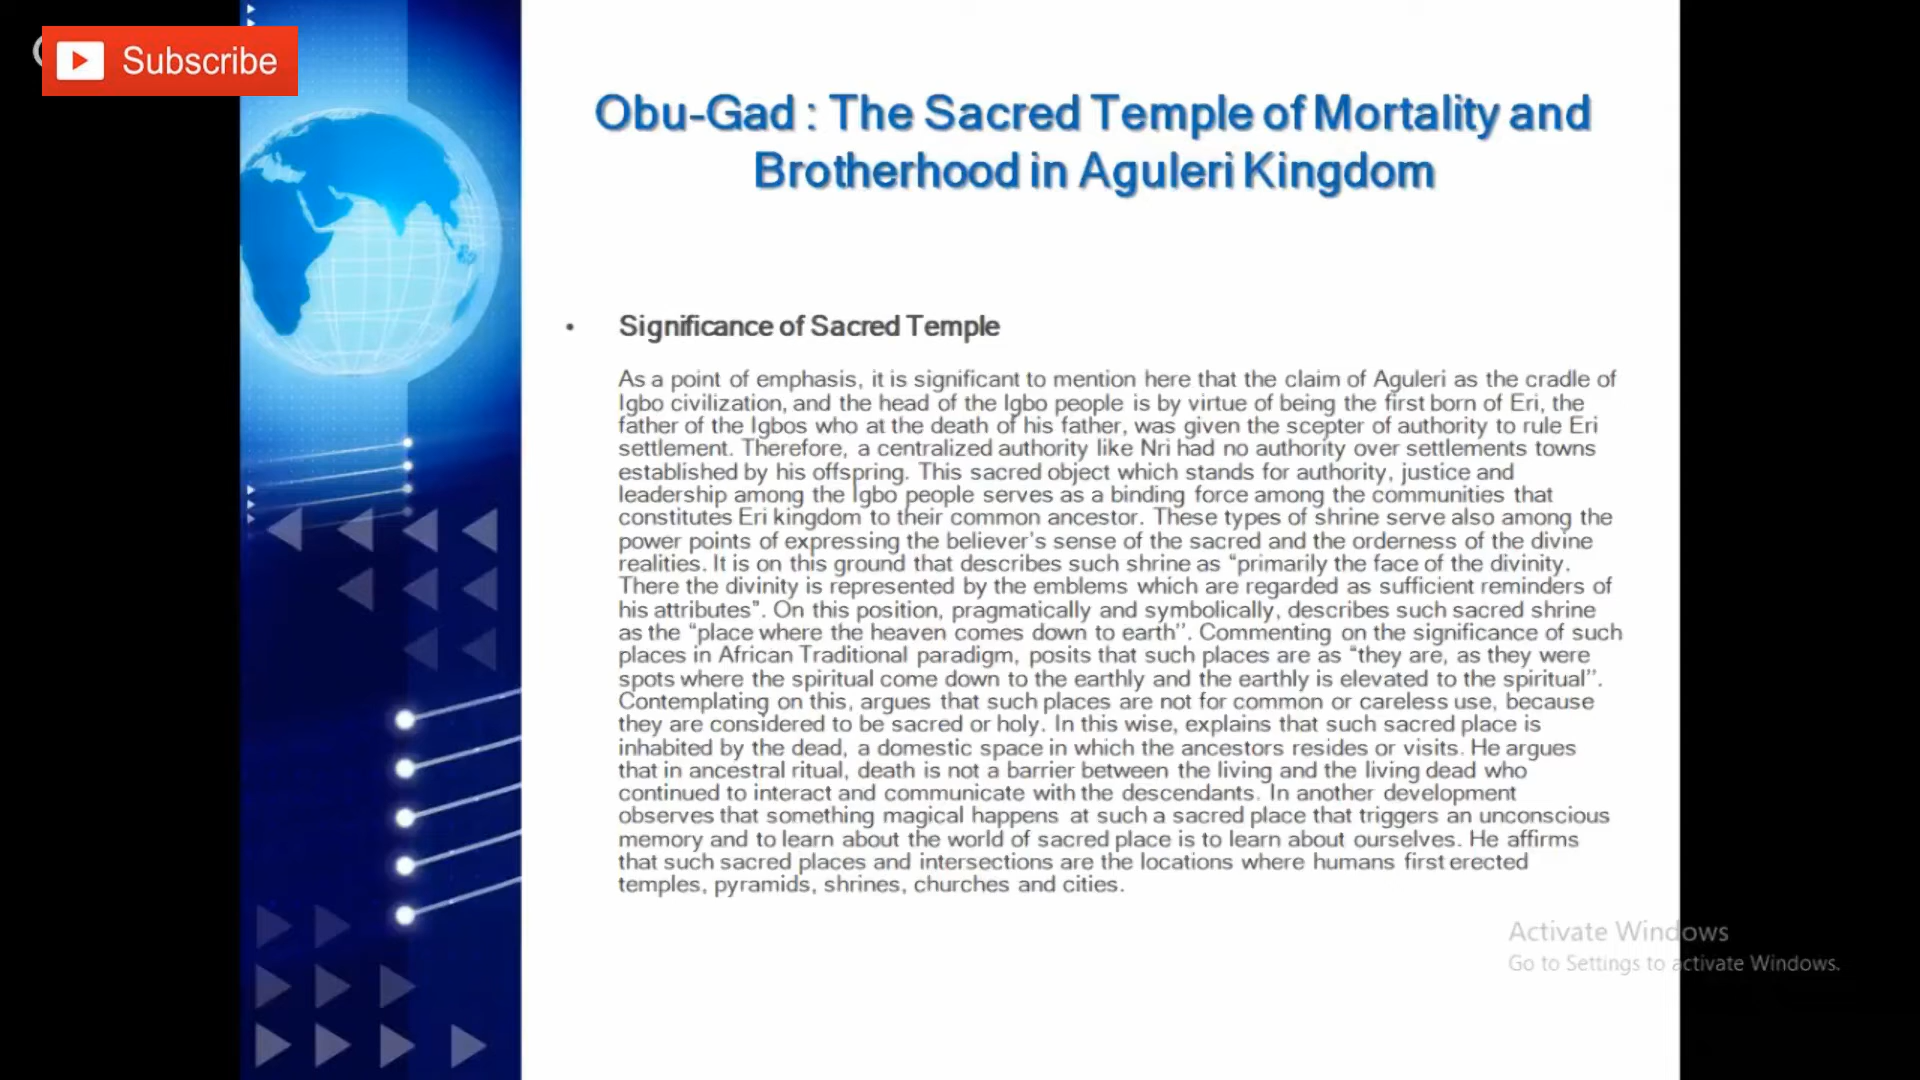 Subscribe
Obu-Gad : The Sacred Temple of Mortality and
Brotherhood in Aguleri Kingdom
• Significance of Sacred Temple
As a point of emphasis, it is significant to mention here that the claim of Aguleri as the cradle of
Igbo civilization, and the head of the Igbo people is by virtue of being the first born of Eri, the
father of the Igbos who at the death of his father, was given the scepter of authority to rule Eri
settlement. Therefore, a centralized authority like Nri had no authority over settlements towns
established by his offspring. This sacred object which stands for authority, justice and
leadership among the Igbo people serves as a binding force among the communities that
constitutes Eri kingdom to their common ancestor. These types of shrine serve also among the
power points of expressing the believer's sense of the sacred and the orderness of the divine
realities. It is on this ground that describes such shrine as “primarily the face of the divinity.
There the divinity is represented by the emblems which are regarded as sufficient reminders of
his attributes”. On this position, pragmatically and symbolically, describes such sacred shrine
as the “place where the heaven comes down to earth’’. Commenting on the significance of such
places in African Traditional paradigm, posits that such places are as “they are, as they were
spots where the spiritual come down to the earthly and the earthly is elevated to the spiritual’’.
Contemplating on this, argues that such places are not for common or careless use, because
they are considered to be sacred or holy. In this wise, explains that such sacred place is
inhabited by the dead, a domestic space in which the ancestors resides or visits. He argues
that in ancestral ritual, death is not a barrier between the living and the living dead who
continued to interact and communicate with the descendants. In another development
observes that something magical happens at such a sacred place that triggers an unconscious
memory and to learn about the world of sacred place is to learn about ourselves. He affirms
that such sacred places and intersections are the locations where humans first erected
temples, pyramids, shrines, churches and cities.
Activate Windows
Go to Settings to activate Windows.